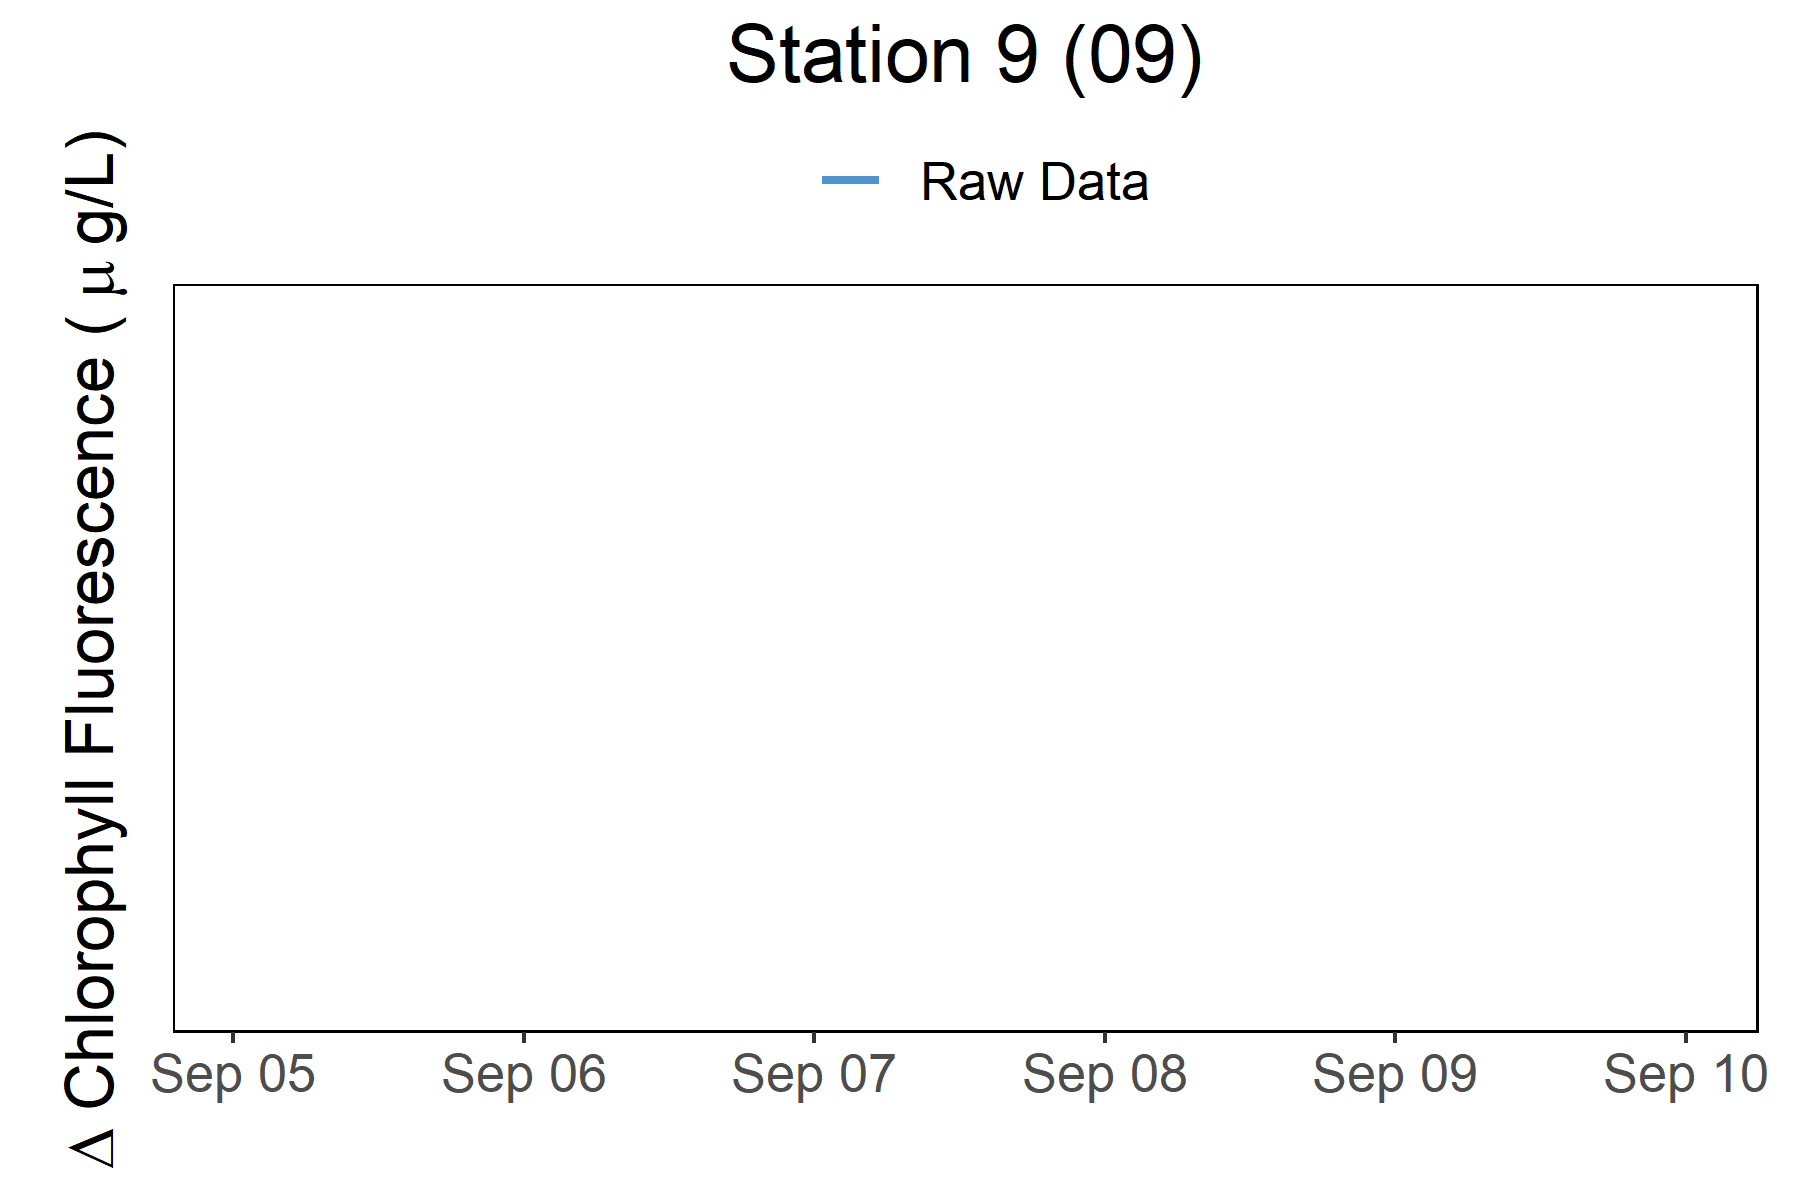 Station 9 (09)
Raw Data
Δ Chlorophyll Fluorescence ( μ g/L)
Sep 05
Sep 06
Sep 07
Sep 08
Sep 09
Sep 10